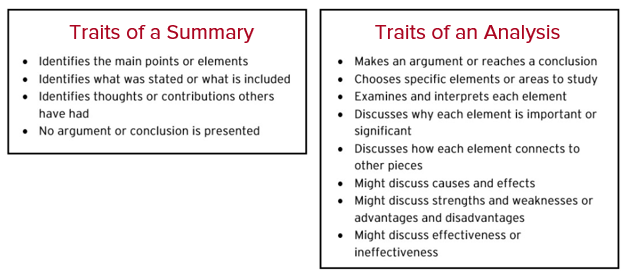 Traits of a Summary
• Identifies the main points or elements
• Identifies what was stated or what is included
• Identifies thoughts or contributions others
have had
• No argument or conclusion is presented
Traits of an Analysis
• Makes an argument or reaches a conclusion
• Chooses specific elements or areas to study
• Examines and interprets each element
• Discusses why each element is important or
significant
• Discusses how each element connects to
other pieces
• Might discuss causes and effects
• Might discuss strengths and weaknesses or
advantages and disadvantages
• Might discuss effectiveness or
ineffectiveness